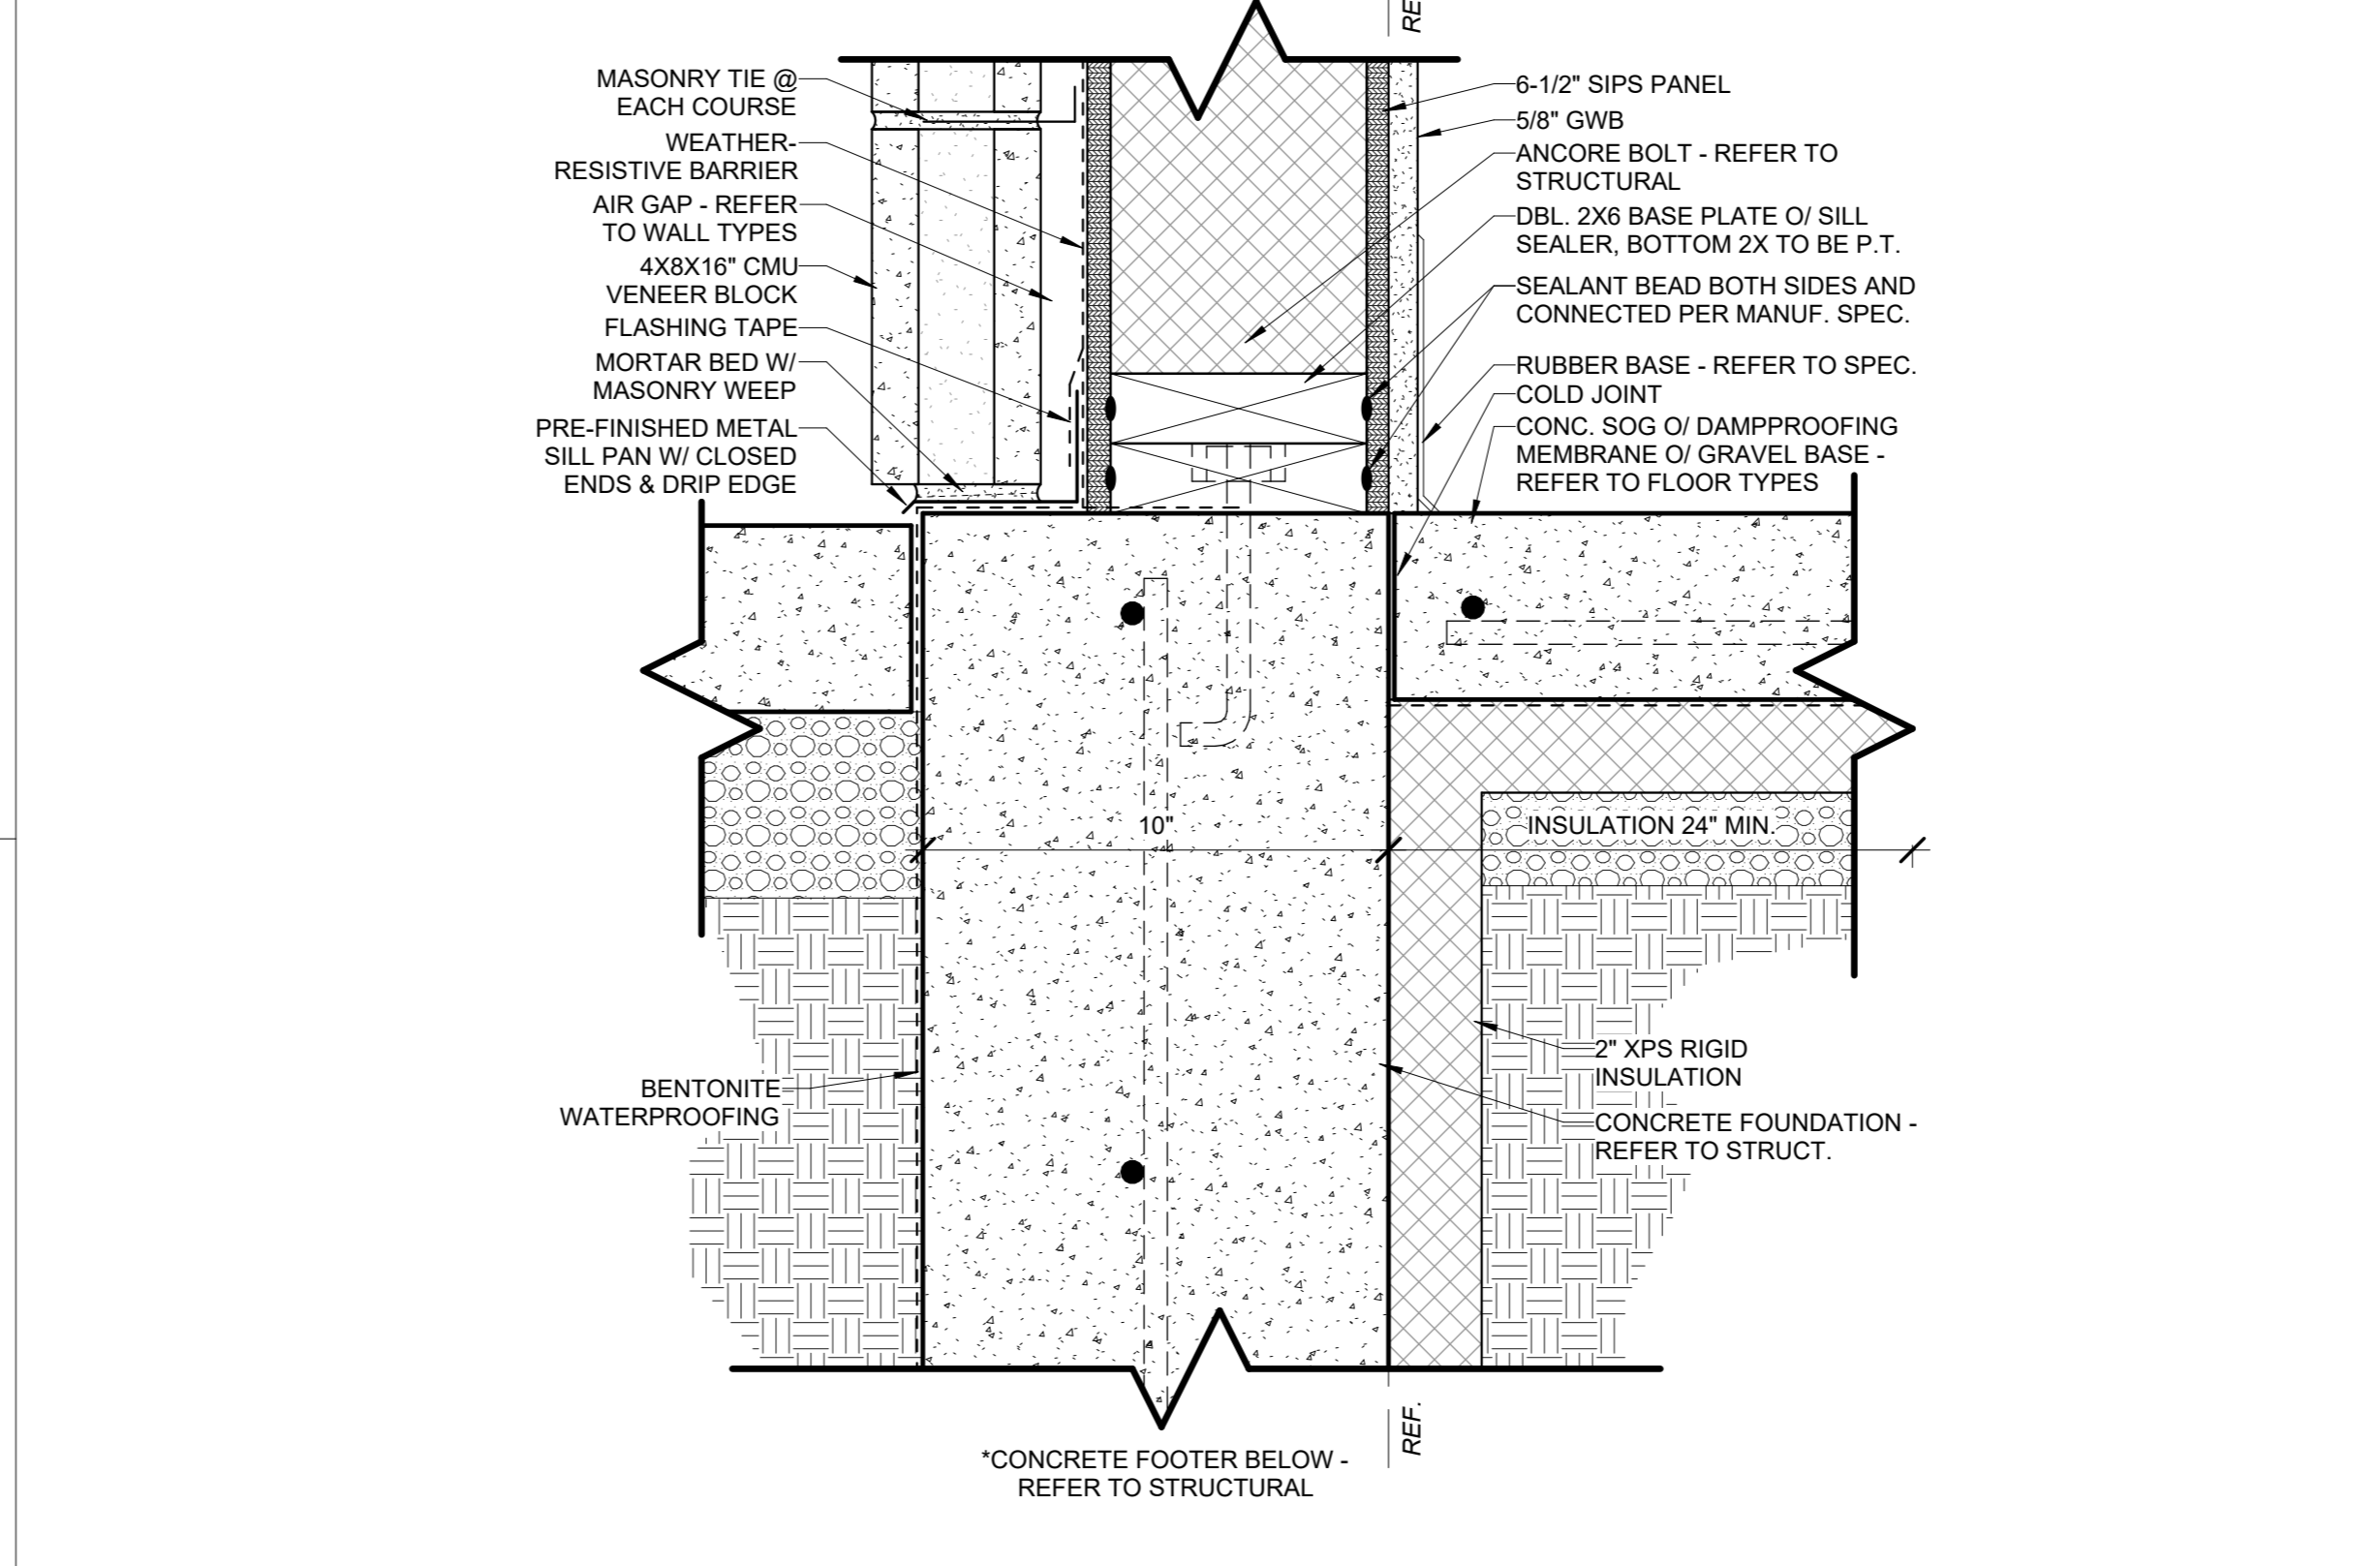 RE
MASONRY TIE @
EACH COURSE
WEATHER-
RESISTIVE BARRIER
AIR GAP - REFER
TO WALL TYPES
4X8X16" CMU
VENEER BLOCK
FLASHING TAPE
MORTAR BED W/
MASONRY WEEP
PRE-FINISHED METAL
SILL PAN W/ CLOSED
ENDS & DRIP EDGE
6-1/2" SIPS PANEL
5/8" GWB
ANCORE BOLT - REFER TO
STRUCTURAL
DBL. 2X6 BASE PLATE O/ SILL
SEALER, BOTTOM 2X TO BE P.T.
SEALANT BEAD BOTH SIDES AND
CONNECTED PER MANUF. SPEC.
RUBBER BASE - REFER TO SPEC.
COLD JOINT
CONC. SOG O/ DAMPPROOFING
MEMBRANE O/ GRAVEL BASE -
REFER TO FLOOR TYPES
10"
INSULATION 24" MIN.
BENTONITE
WATERPROOFING
2" XPS RIGID
INSULATION
CONCRETE FOUNDATION -
REFER TO STRUCT.
REF.
*CONCRETE FOOTER BELOW -
REFER TO STRUCTURAL